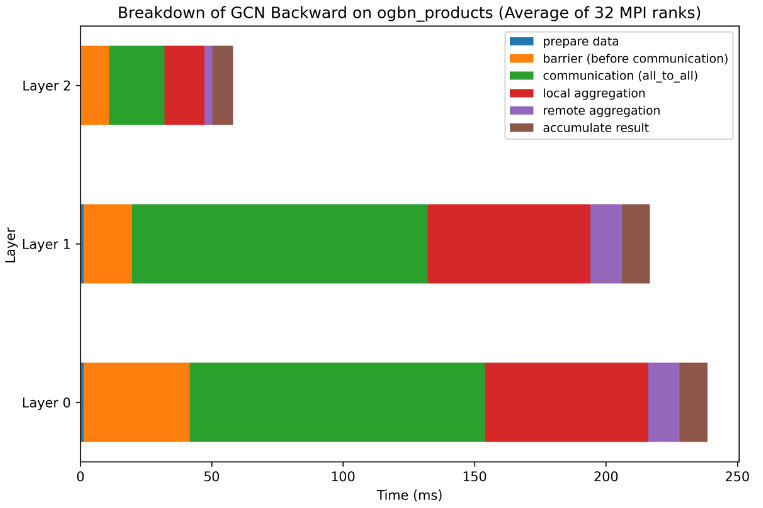 Breakdown of GCN Backward on ogbn_products (Average of 32 MPI ranks)
prepare data
barrier (before communication)
communication (all_to_all)
local aggregation
remote aggregation
accumulate result
Layer 2
Layer 1
Layer 0
Layer
0 50 100 150 200 250
Time (ms)